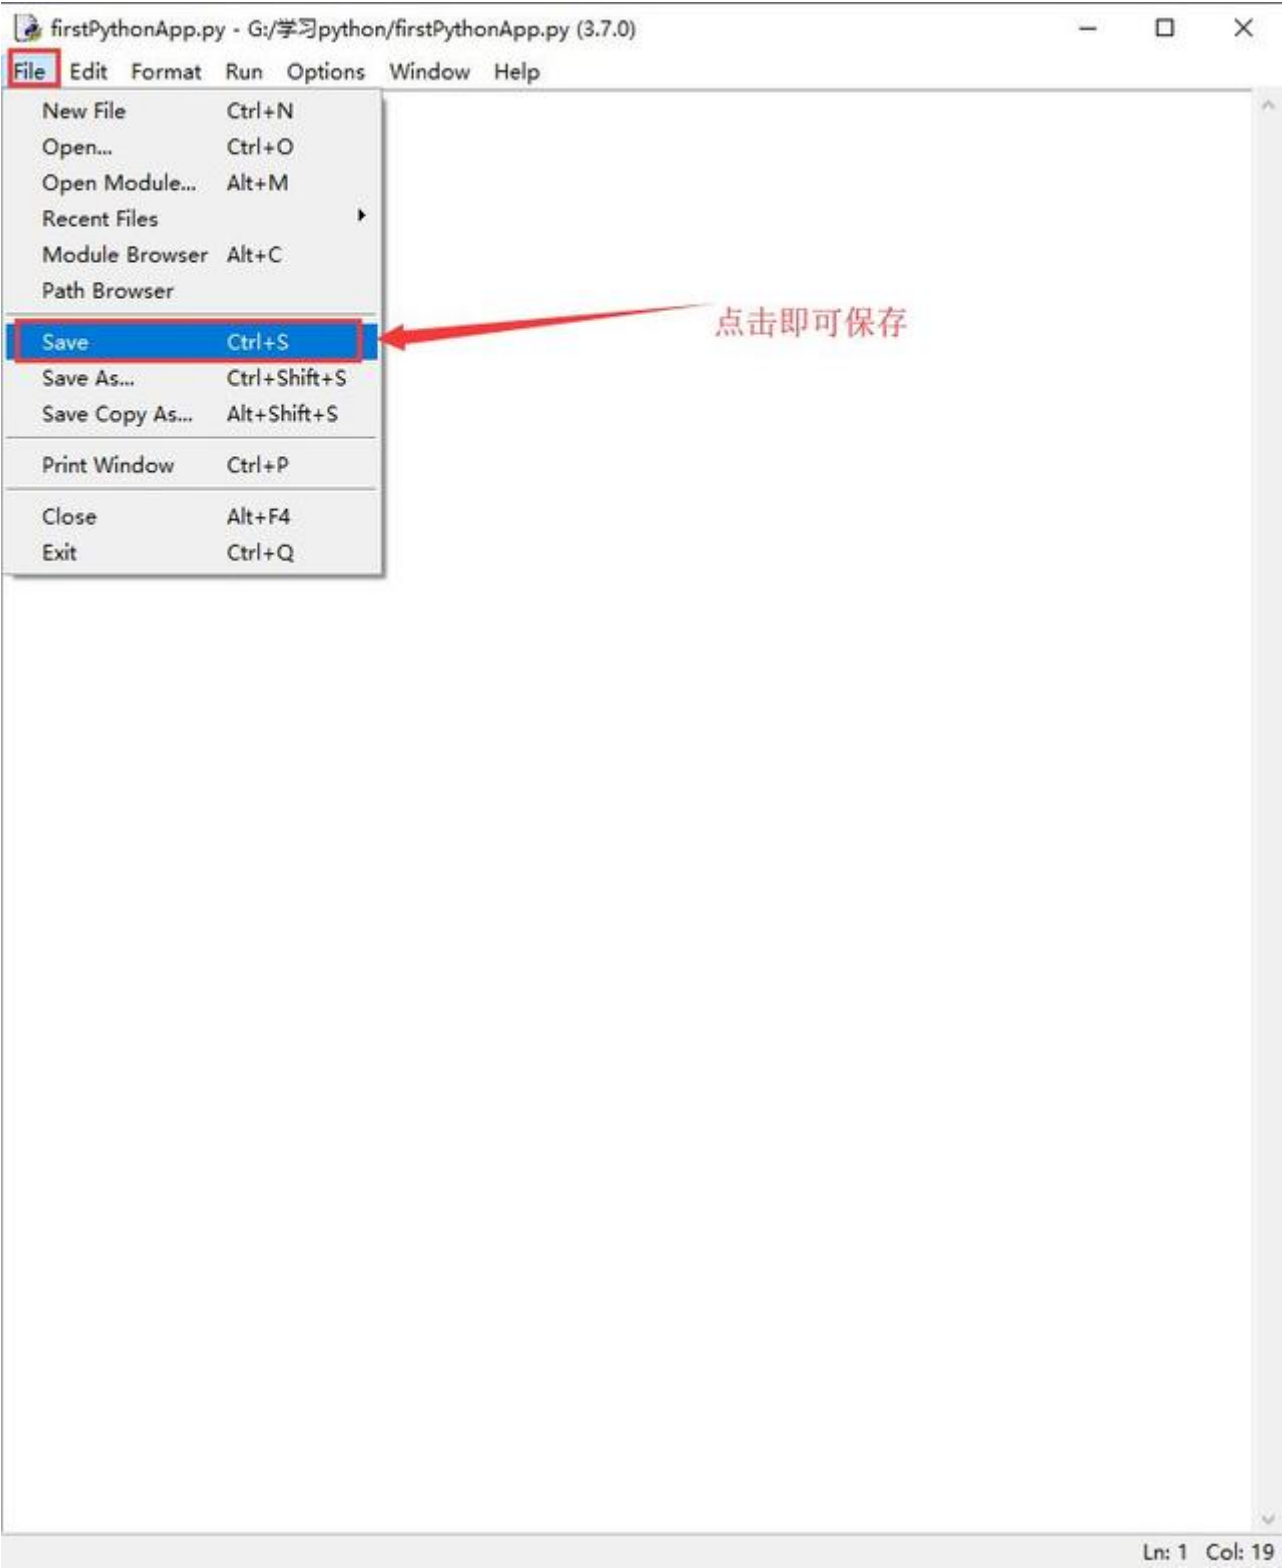 firstPythonApp.py - G:/学习python/firstPythonApp.py (3.7.0)
File Edit Format Run Options Window Help
New File Ctrl+N
Open... Ctrl+O
Open Module... Alt+M
Recent Files
Module Browser Alt+C
Path Browser
Save Ctrl+S
点击即可保存
Save As... Ctrl+Shift+S
Save Copy As... Alt+Shift+S
Print Window Ctrl+P
Close Alt+F4
Exit Ctrl+Q
Ln: 1 Col: 19